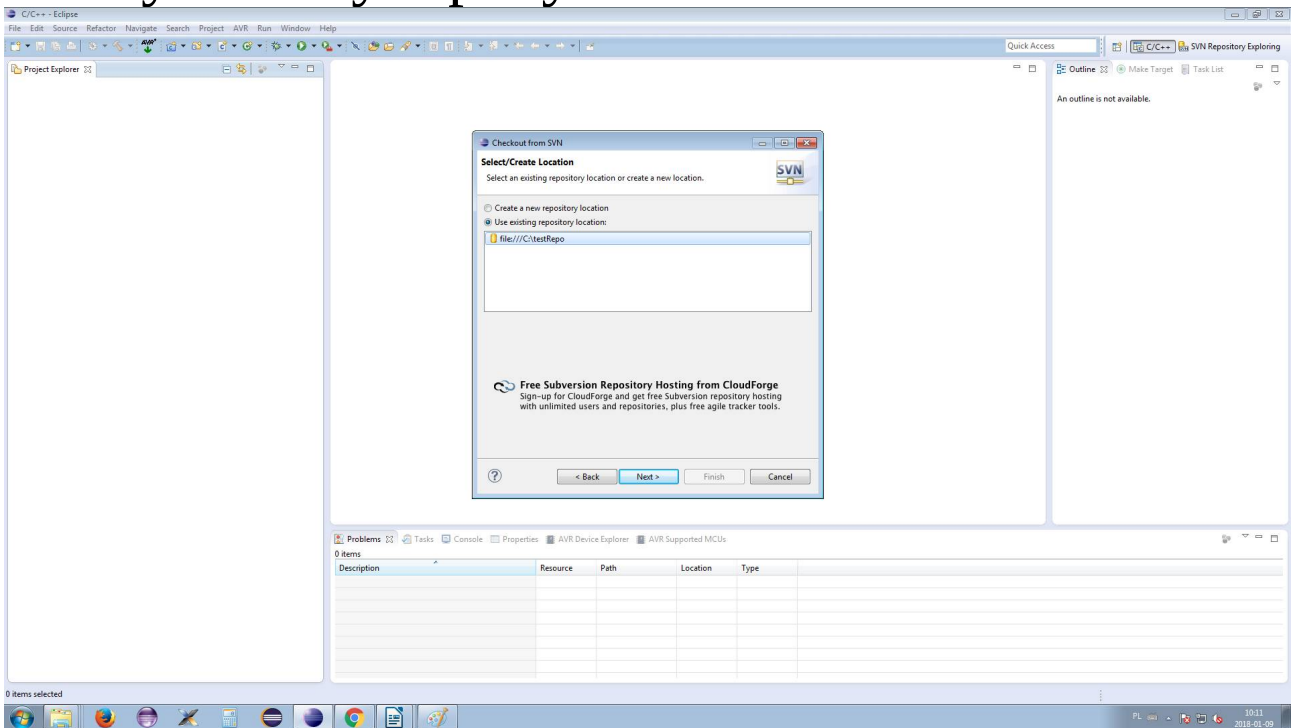 C/C++ - Eclipse
File Edit Source Refactor Navigate Search Project AVR Run Window Help
Quick Access
C/C++
SVN Repository Exploring
Project Explorer
Outline Make Target Task List
An outline is not available.
Checkout from SVN
Select/Create Location
Select an existing repository location or create a new location.
SVN
Create a new repository location
Use existing repository location:
file:///C:\testRepo
Free Subversion Repository Hosting from CloudForge
Sign-up for CloudForge and get free Subversion repository hosting
with unlimited users and repositories, plus free agile tracker tools.
< Back Next > Finish Cancel
Problems Tasks Console Properties AVR Device Explorer AVR Supported MCUs
0 items
Description Resource Path Location Type
0 items selected
PL
10:11
2018-01-09